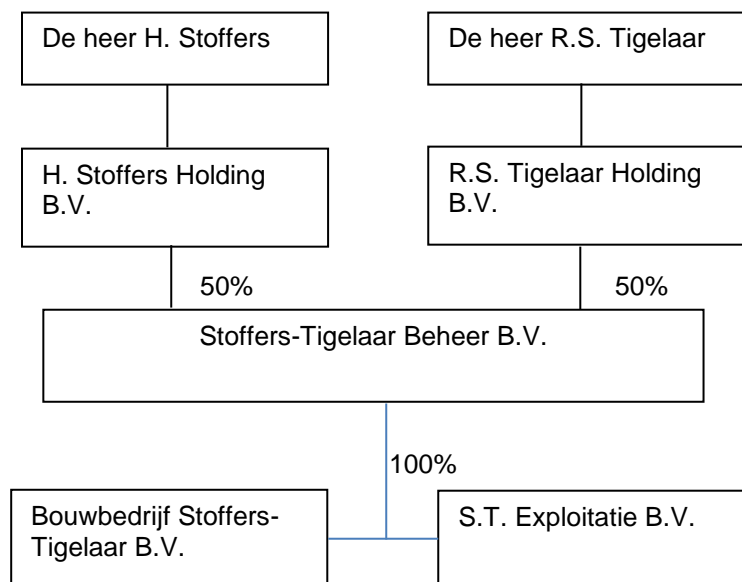 De heer H. Stoffers
De heer R.S. Tigelaar
H. Stoffers Holding
B.V.
R.S. Tigelaar Holding
B.V.
50%
50%
Stoffers-Tigelaar Beheer B.V.
100%
Bouwbedrijf Stoffers-
Tigelaar B.V.
S.T. Exploitatie B.V.